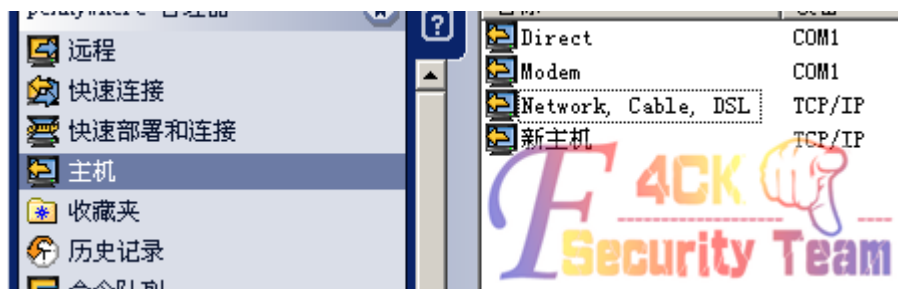 远程
快速连接
快速部署和连接
主机
收藏夹
历史记录
Direct COM1
Modem COM1
Network, Cable, DSL TCP/IP
新主机 TCP/IP
F4CK
Security Team